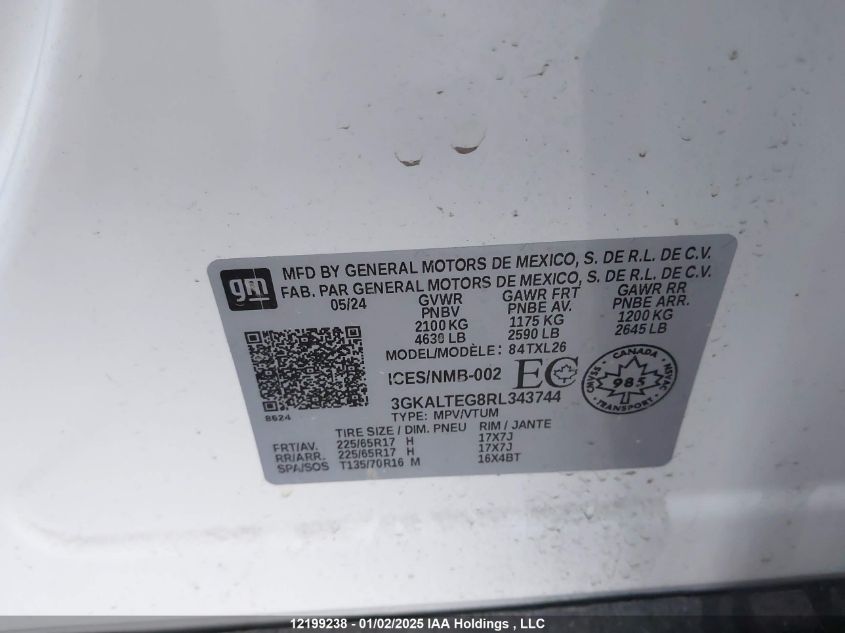 gm
MFD BY GENERAL MOTORS DE MEXICO, S. DE R.L. DE C.V.
FAB. PAR GENERAL MOTORS DE MEXICO, S. DE R.L. DE C.V.
05/24 GVWR GAWR FRT GAWR RR
PNBV PNBE AV. PNBE ARR.
2100 KG 1175 KG 1200 KG
4630 LB 2590 LB 2645 LB
MODEL/MODÈLE: 84TXL26
ICES/NMB-002 EC
CANADA
SVNAC 985 NSVAC
TRANSPORT
3GKALTEG8RL343744
8624
TYPE: MPV/VTUM
TIRE SIZE / DIM. PNEU RIM / JANTE
FRT/AV. 225/65R17 H 17X7J
RR/ARR. 225/65R17 H 17X7J
SPA/SOS T135/70R16 M 16X4BT
12199238 - 01/02/2025 IAA Holdings, LLC